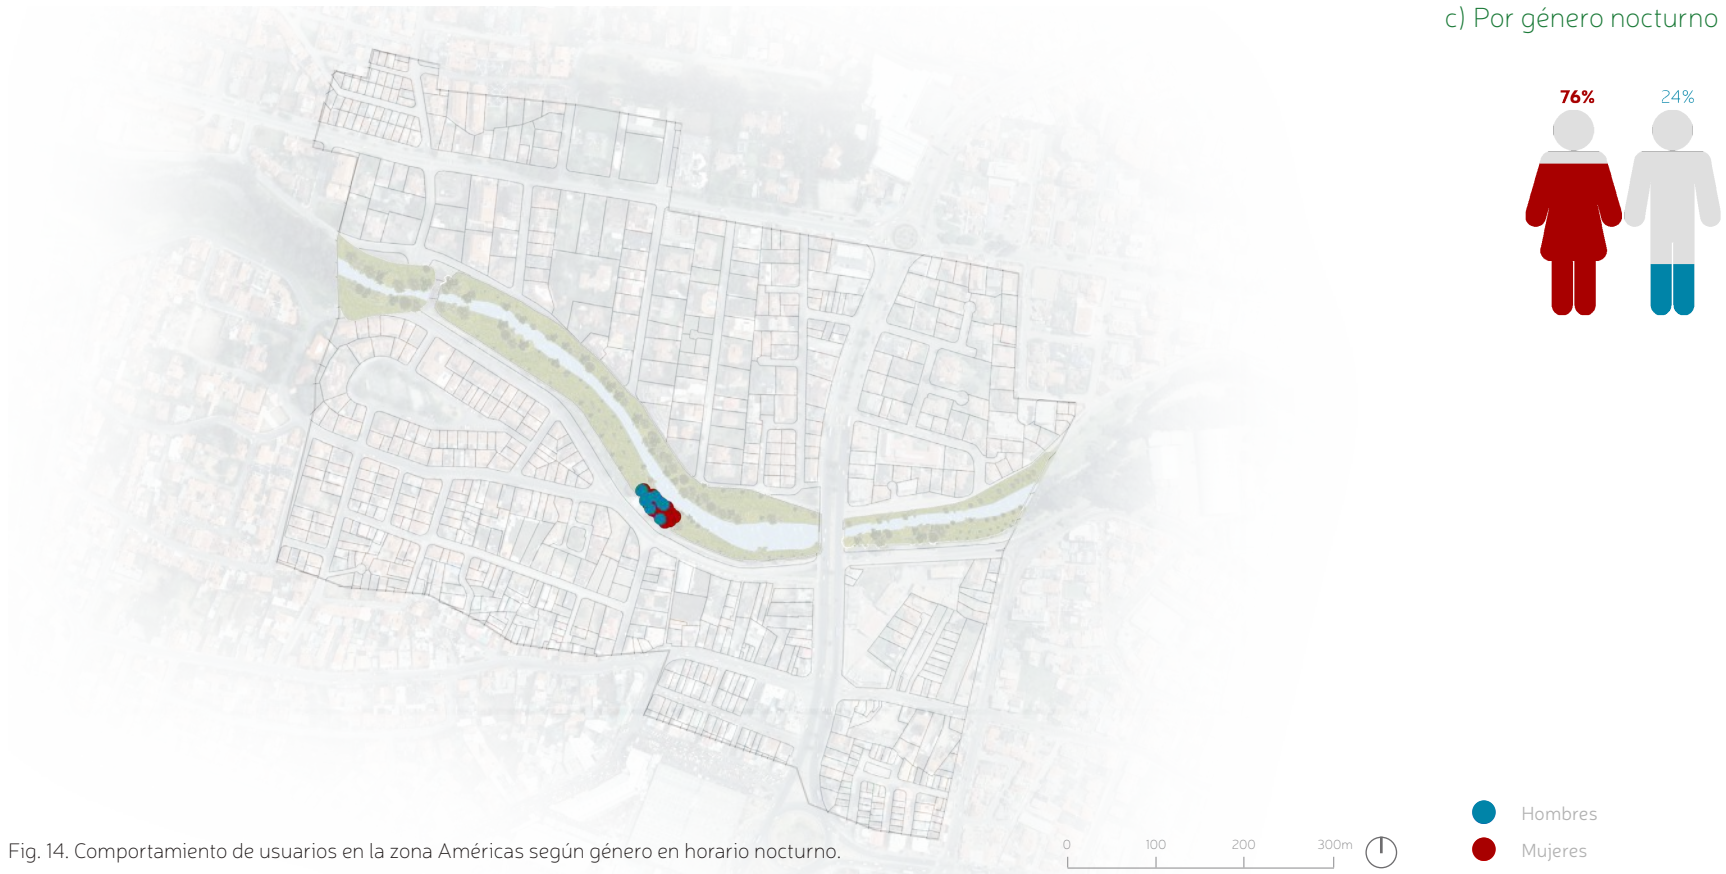 c) Por género nocturno
76% 24%
Hombres
Mujeres
0 100 200 300m
Fig. 14. Comportamiento de usuarios en la zona Américas según género en horario nocturno.